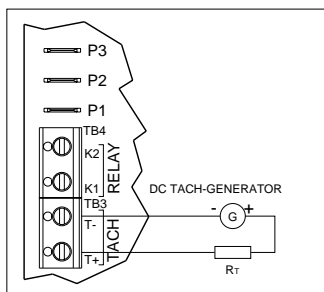 P3
P2
P1
TB4
K2
K1
RELAY
TB3
T-
T+
TACH
DC TACH-GENERATOR
- G +
RT